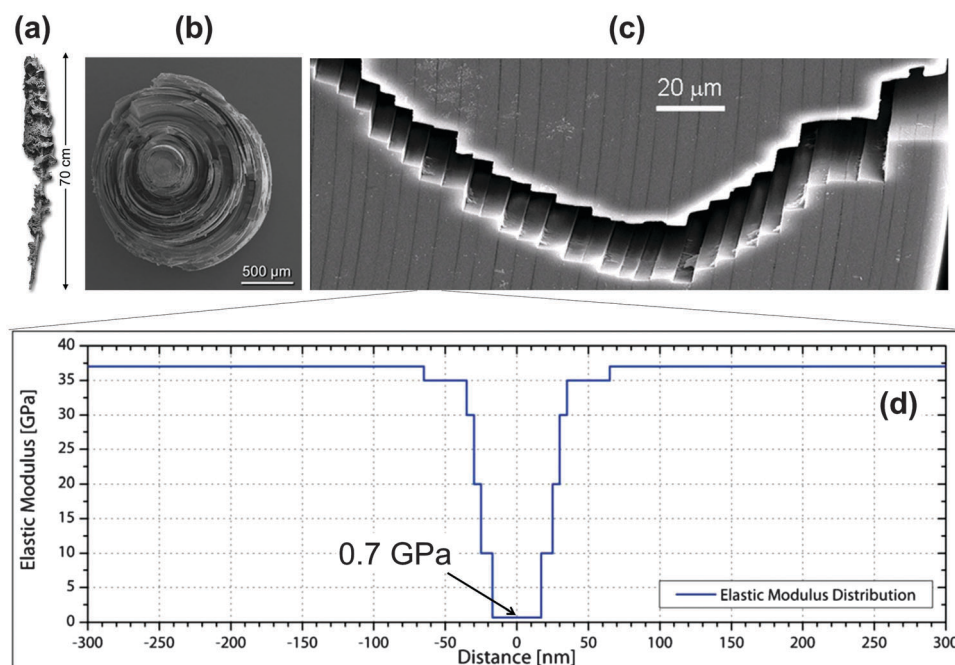 (a)
(b)
(c)
70 cm
500 µm
20 µm
(d)
Elastic Modulus [GPa]
40
35
30
25
20
15
10
5
0
0.7 GPa
Elastic Modulus Distribution
-300 -250 -200 -150 -100 -50 0 50 100 150 200 250 300
Distance [nm]